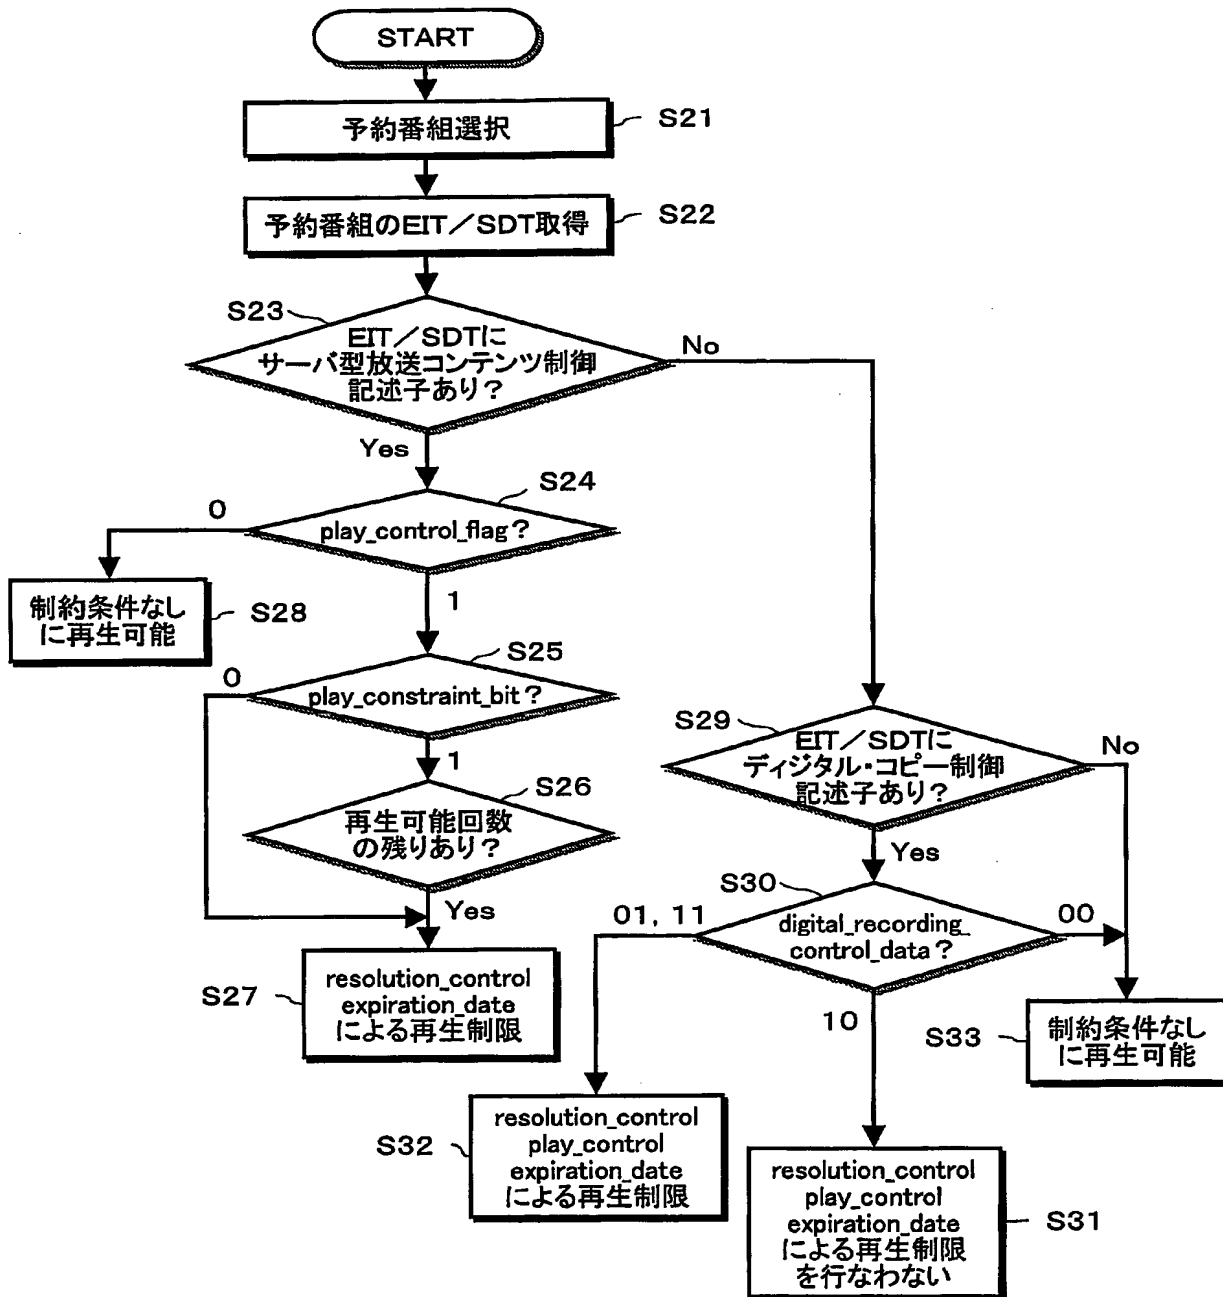 START
予約番組選択
S21
予約番組のEIT／SDT取得
S22
S23
EIT／SDTに
サーバ型放送コンテンツ制御
記述子あり？
No
Yes
S24
play_control_flag？
0
1
制約条件なし
に再生可能
S28
S25
play_constraint_bit？
0
1
S26
再生可能回数
の残りあり？
Yes
S27
resolution_control
expiration_date
による再生制限
S29
EIT／SDTに
ディジタル・コピー制御
記述子あり？
No
Yes
S30
digital_recording_
control_data？
01, 11
00
10
S33
制約条件なし
に再生可能
S32
resolution_control
play_control
expiration_date
による再生制限
resolution_control
play_control
expiration_date
による再生制限
を行なわない
S31